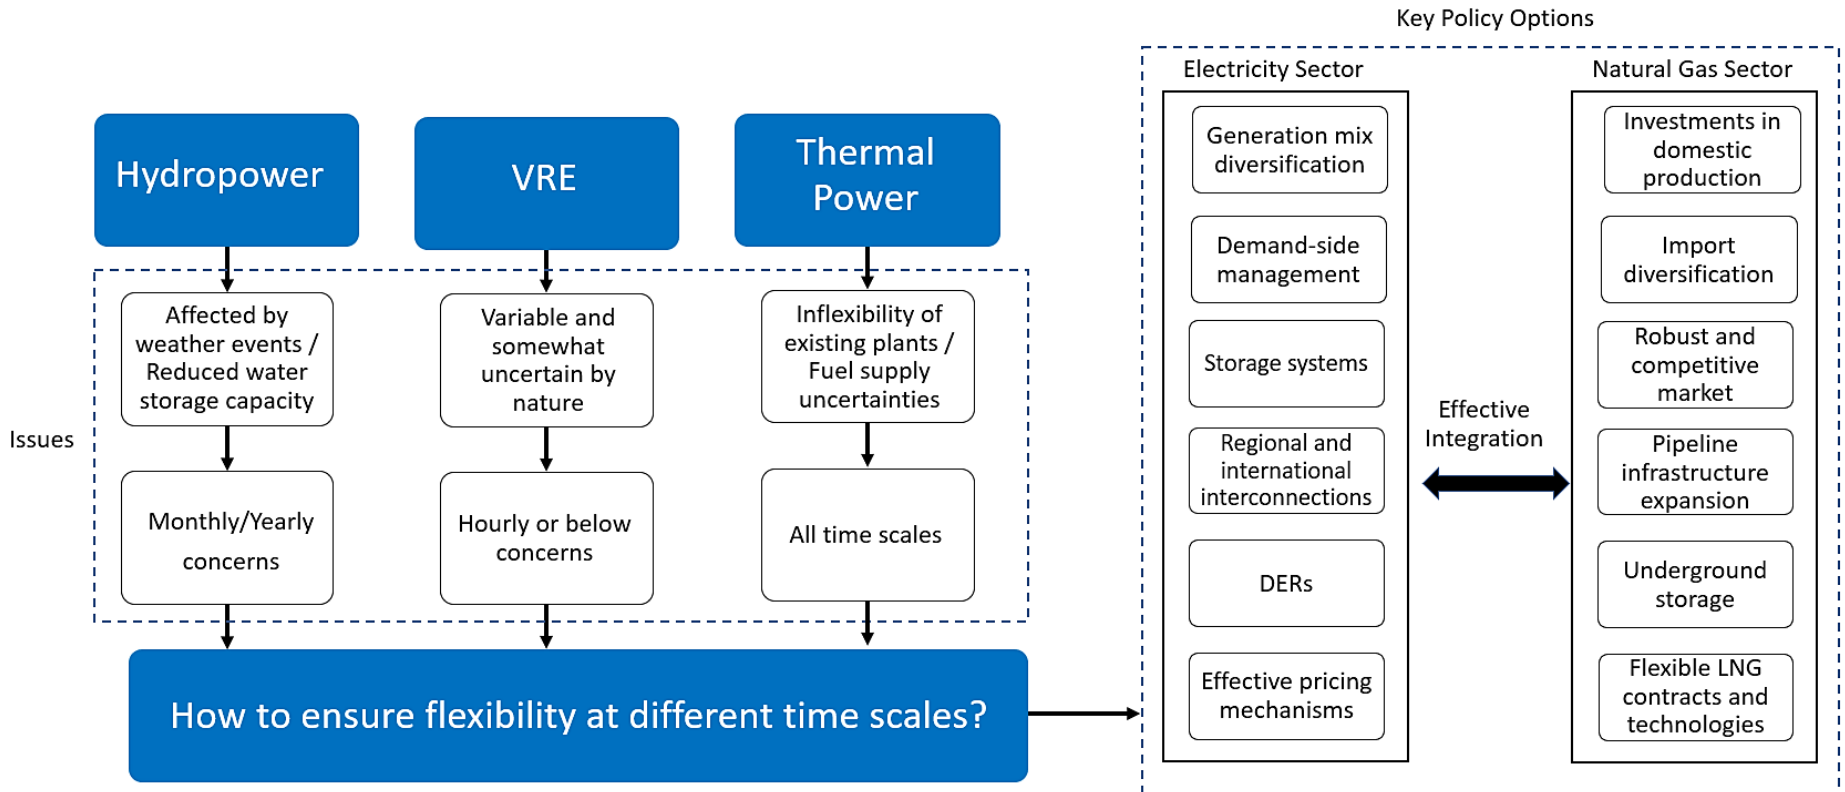 Key Policy Options
Hydropower
VRE
Thermal
Power
Issues
Affected by
weather events /
Reduced water
storage capacity
Variable and
somewhat
uncertain by
nature
Inflexibility of
existing plants /
Fuel supply
uncertainties
Monthly/Yearly
concerns
Hourly or below
concerns
All time scales
How to ensure flexibility at different time scales?
Electricity Sector
Generation mix
diversification
Demand-side
management
Storage systems
Regional and
international
interconnections
DERs
Effective pricing
mechanisms
Effective
Integration
Natural Gas Sector
Investments in
domestic
production
Import
diversification
Robust and
competitive
market
Pipeline
infrastructure
expansion
Underground
storage
Flexible LNG
contracts and
technologies